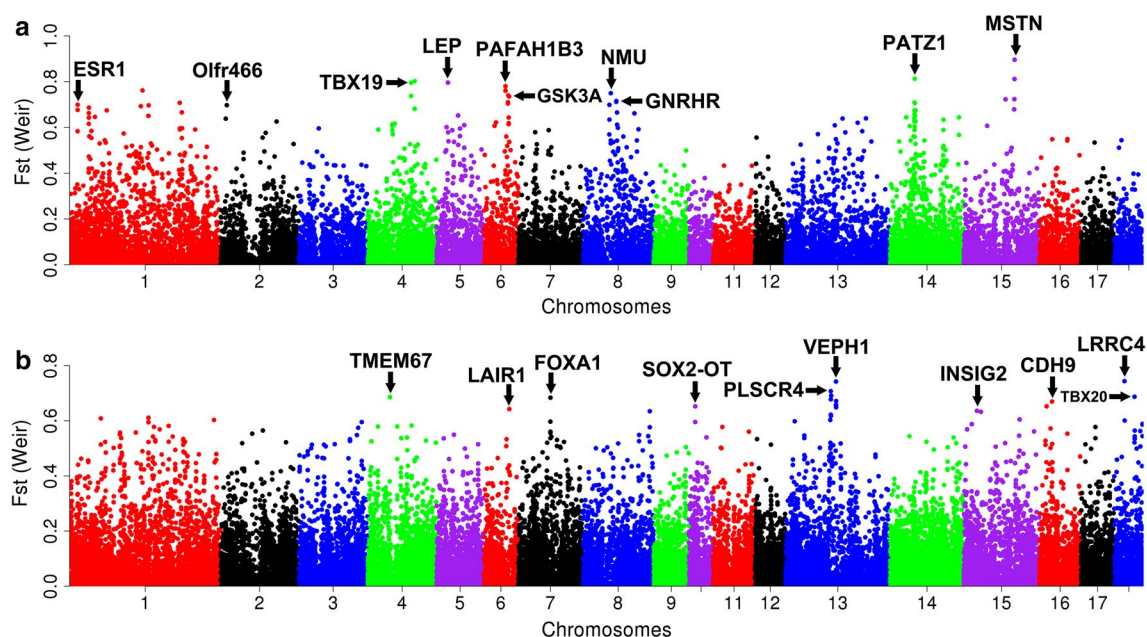 a
MSTN
PATZ1
LEP PAFAH1B3 NMU
ESR1 Olfr466 TBX19 GSK3A GNRHR
Fst (Weir)
1.0
0.8
0.6
0.4
0.2
0.0
1 2 3 4 5 6 7 8 9 11 12 13 14 15 16 17
Chromosomes
b
VEPH1 LRRC4
TMEM67 LAIR1 FOXA1 SOX2-OT PLSCR4 INSIG2 CDH9 TBX20
Fst (Weir)
0.8
0.6
0.4
0.2
0.0
1 2 3 4 5 6 7 8 9 11 12 13 14 15 16 17
Chromosomes